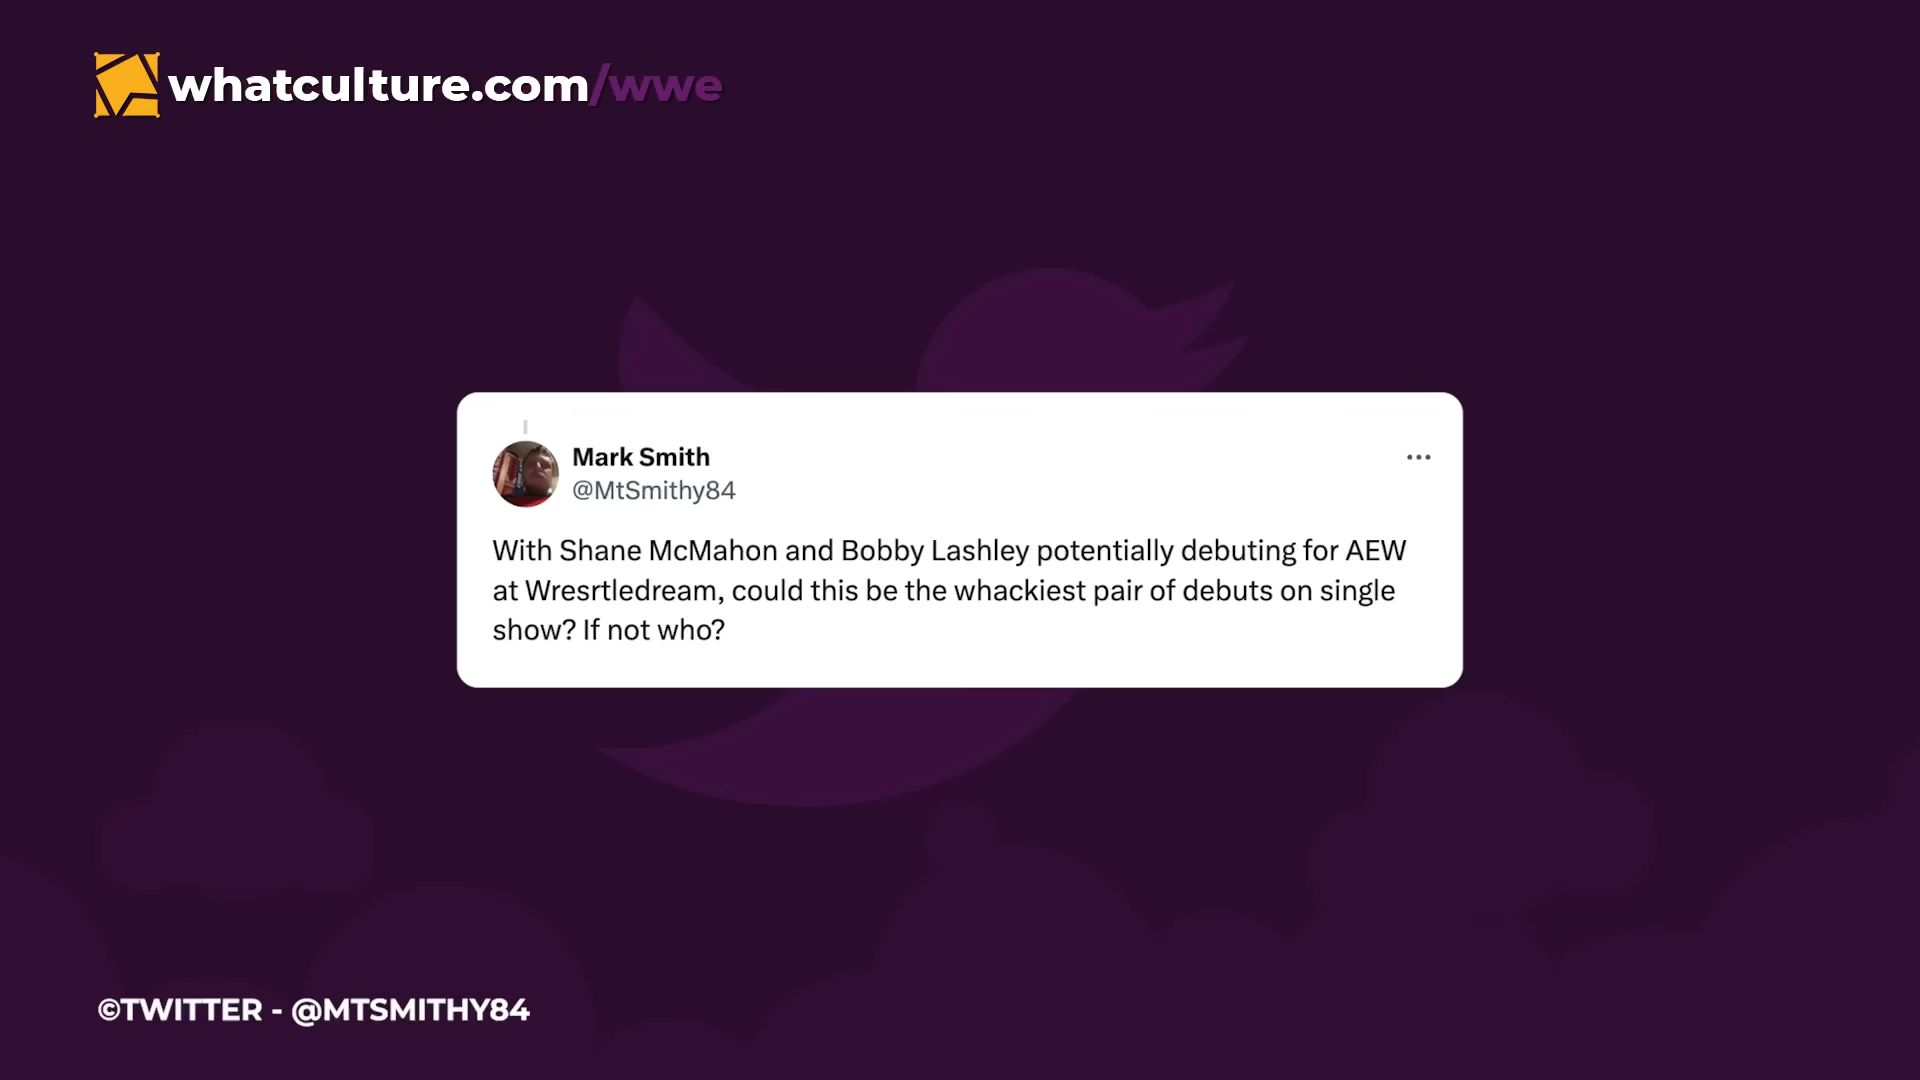 whatculture.com/wwe
Mark Smith
@MtSmithy84
With Shane McMahon and Bobby Lashley potentially debuting for AEW
at Wresrtledream, could this be the whackiest pair of debuts on single
show? If not who?
©TWITTER - @MTSMITHY84